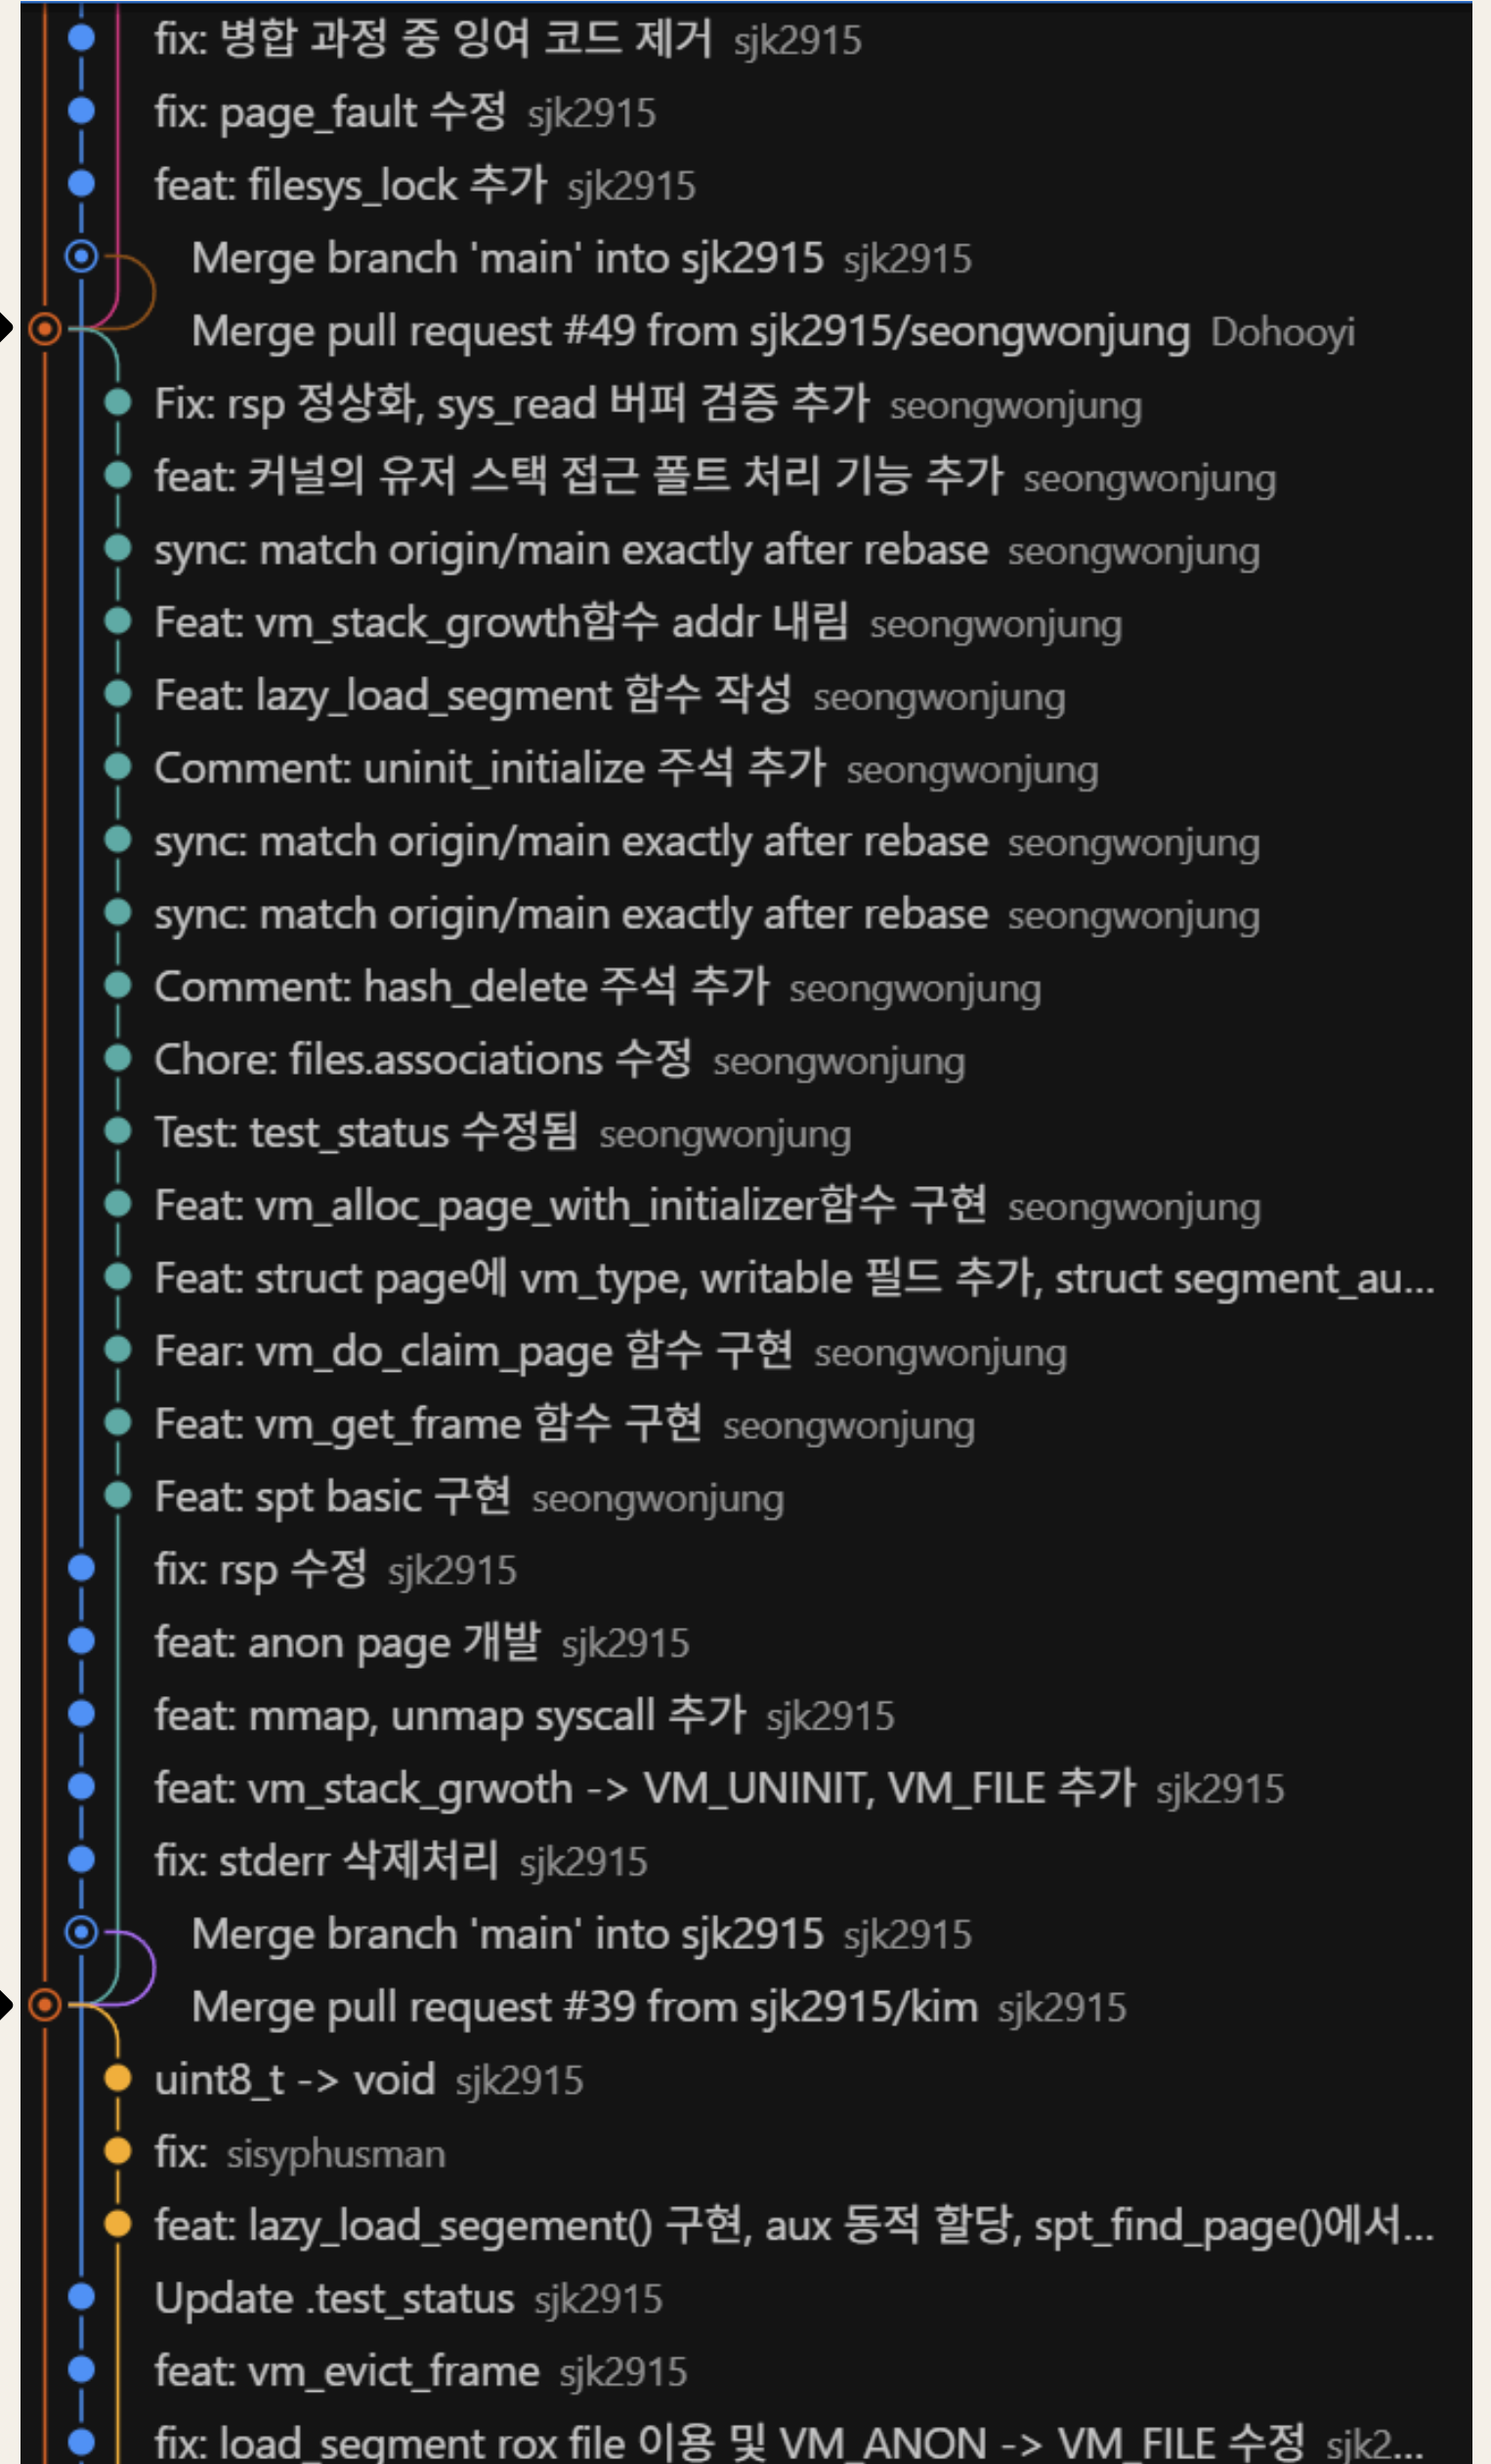 fix: 병합 과정 중 잉여 코드 제거 sjk2915
fix: page_fault 수정 sjk2915
feat: filesys_lock 추가 sjk2915
Merge branch 'main' into sjk2915 sjk2915
Merge pull request #49 from sjk2915/seongwonjung Dohooyi
Fix: rsp 정상화, sys_read 버퍼 검증 추가 seongwonjung
feat: 커널의 유저 스택 접근 폴트 처리 기능 추가 seongwonjung
sync: match origin/main exactly after rebase seongwonjung
Feat: vm_stack_growth함수 addr 내림 seongwonjung
Feat: lazy_load_segment 함수 작성 seongwonjung
Comment: uninit_initialize 주석 추가 seongwonjung
sync: match origin/main exactly after rebase seongwonjung
sync: match origin/main exactly after rebase seongwonjung
Comment: hash_delete 주석 추가 seongwonjung
Chore: files.associations 수정 seongwonjung
Test: test_status 수정됨 seongwonjung
Feat: vm_alloc_page_with_initializer함수 구현 seongwonjung
Feat: struct page에 vm_type, writable 필드 추가, struct segment_au...
Fear: vm_do_claim_page 함수 구현 seongwonjung
Feat: vm_get_frame 함수 구현 seongwonjung
Feat: spt basic 구현 seongwonjung
fix: rsp 수정 sjk2915
feat: anon page 개발 sjk2915
feat: mmap, unmap syscall 추가 sjk2915
feat: vm_stack_grwoth -> VM_UNINIT, VM_FILE 추가 sjk2915
fix: stderr 삭제처리 sjk2915
Merge branch 'main' into sjk2915 sjk2915
Merge pull request #39 from sjk2915/kim sjk2915
uint8_t -> void sjk2915
fix: sisyphusman
feat: lazy_load_segement() 구현, aux 동적 할당, spt_find_page()에서...
Update .test_status sjk2915
feat: vm_evict_frame sjk2915
fix: load_segment rox file 이용 및 VM_ANON -> VM_FILE 수정 sjk2...